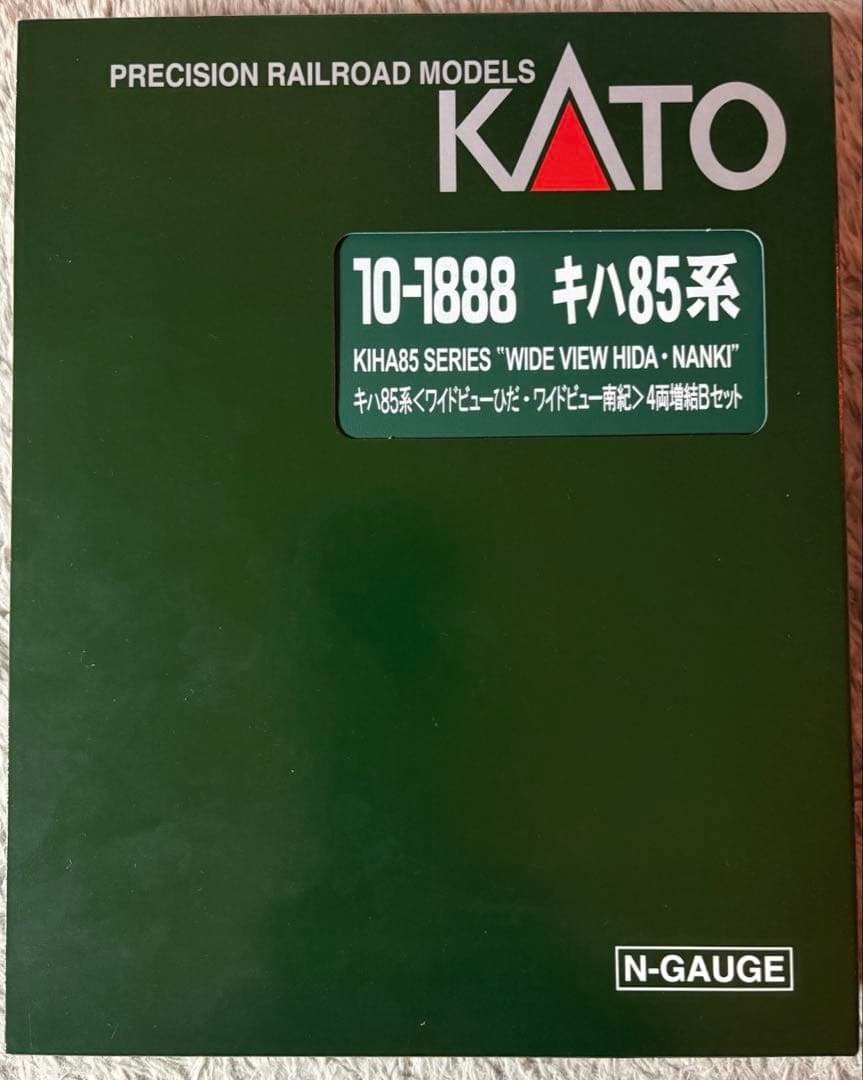 PRECISION RAILROAD MODELS
KATO
10-1888 キハ85系
KIHA85 SERIES "WIDE VIEW HIDA・NANKI"
キハ85系<ワイドビューひだ・ワイドビュー南紀>4両増結Bセット
N-GAUGE